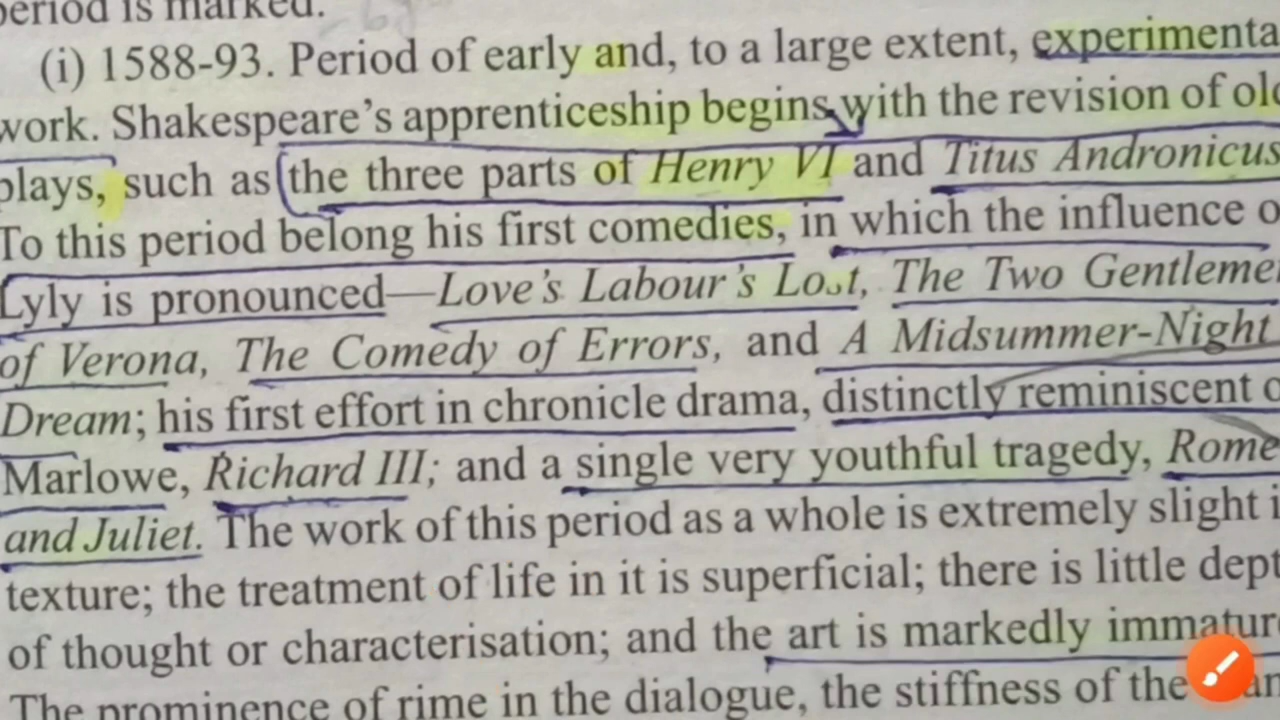 period is marked.
(i) 1588-93. Period of early and, to a large extent, experimenta
work. Shakespeare's apprenticeship begins with the revision of old
plays, such as the three parts of Henry VI and Titus Andronicus
To this period belong his first comedies, in which the influence o
Lyly is pronounced—Love's Labour's Lost, The Two Gentleme
of Verona, The Comedy of Errors, and A Midsummer-Night
Dream; his first effort in chronicle drama, distinctly reminiscent o
Marlowe, Richard III; and a single very youthful tragedy, Rome
and Juliet. The work of this period as a whole is extremely slight i
texture; the treatment of life in it is superficial; there is little dept
of thought or characterisation; and the art is markedly immatur
The prominence of rime in the dialogue, the stiffness of the